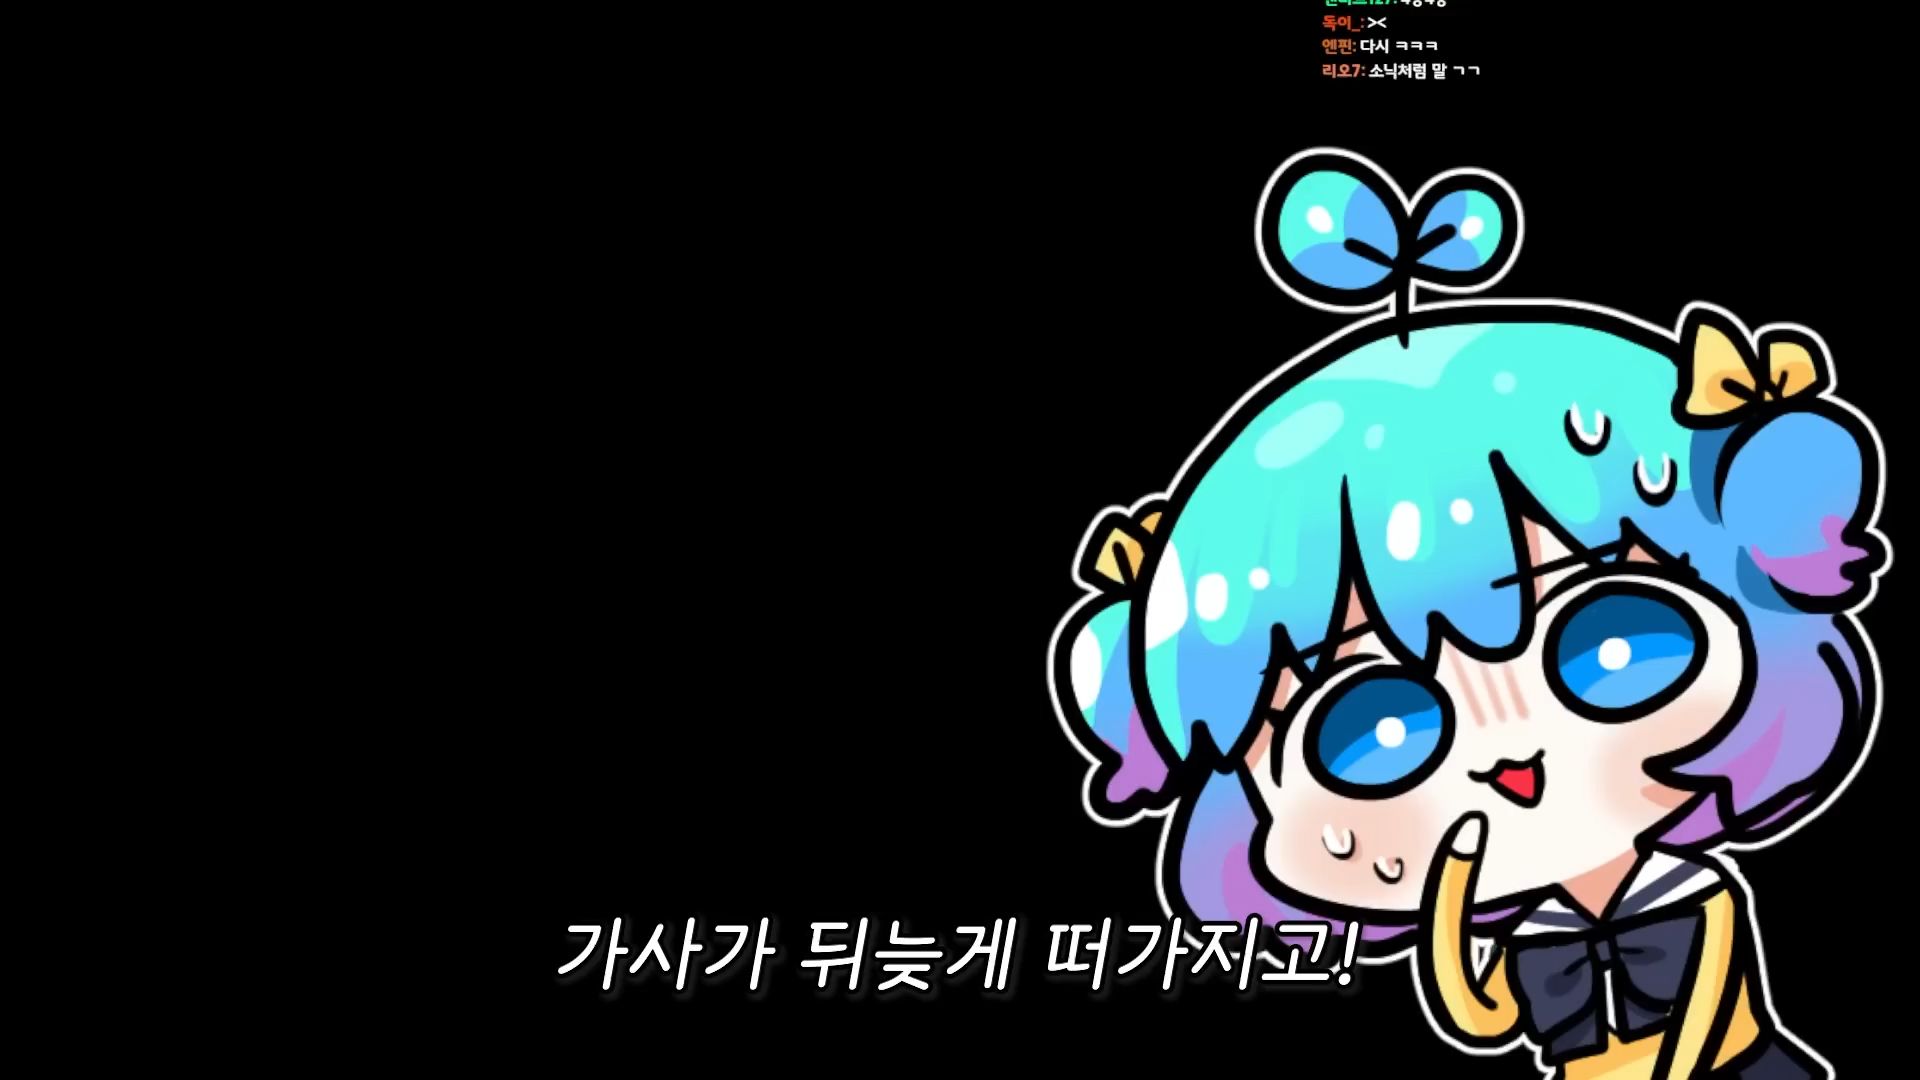 독이_: ><
엔핀: 다시 ㅋㅋㅋ
리오7: 소닉처럼 말 ㄱㄱ
가사가 뒤늦게 떠가지고!